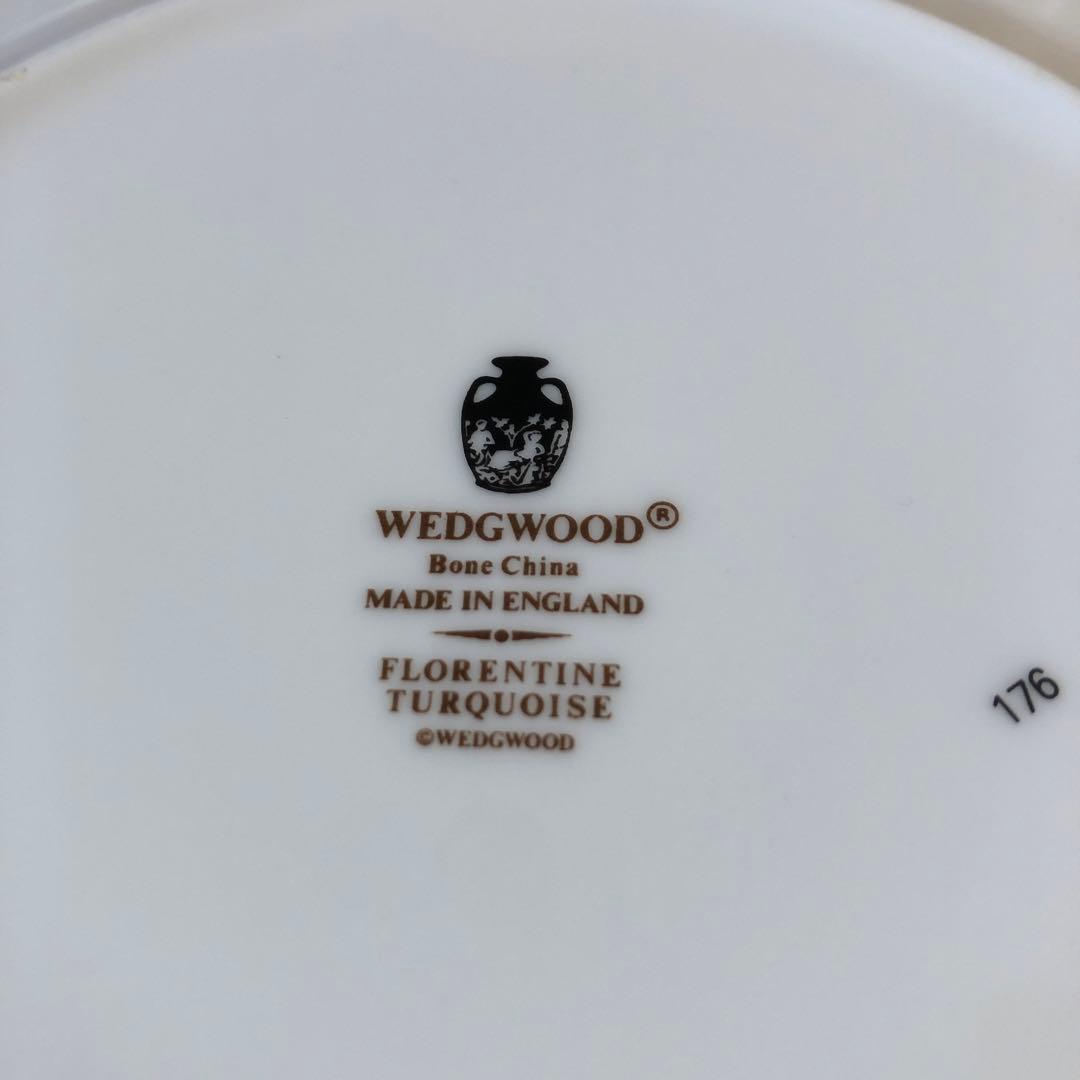 WEDGWOOD®
Bone China
MADE IN ENGLAND
FLORENTINE
TURQUOISE
©WEDGWOOD
176